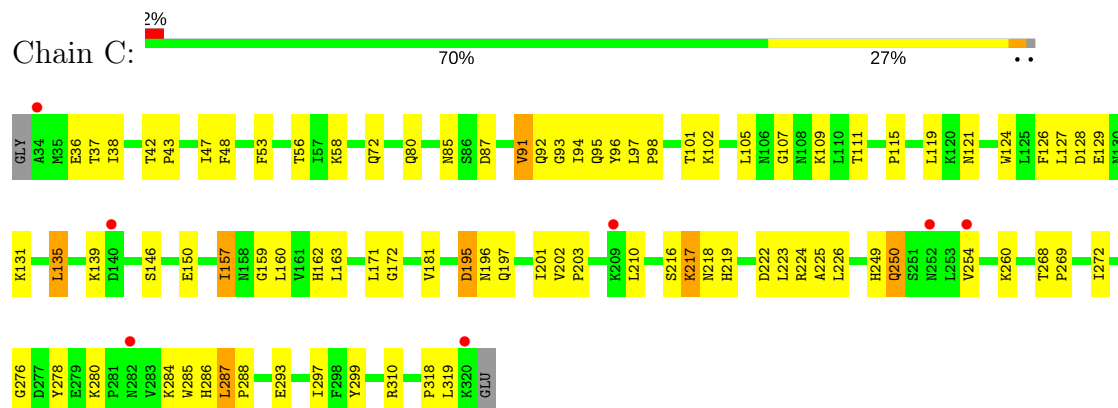 2%
Chain C:
70% 27% ..
GLY A34 M35 E36 T37 I38 T42 P43 I47 F48 F53 T56 I57 K58 Q72 Q80 N85 S86 D87 V91 Q92 G93 I94 Q95 Y96 L97 P98 T101 K102 L105 N106 G107 N108 K109 L110 T111 P115 L119 K120 N121 W124 L125 F126 L127 D128 E129 N130
K131 L135 K139 D140 S146 E150 I157 N158 G159 L160 V161 H162 L163 L171 G172 V181 D195 N196 Q197 I201 V202 P203 K209 L210 S216 K217 N218 H219 D222 L223 R224 A225 L226 H249 Q250 S251 N252 L253 V254 K260 T268 P269 I272
G276 D277 Y278 E279 K280 P281 N282 V283 K284 W285 H286 L287 P288 E293 I297 F298 Y299 R310 P318 L319 K320 GLU